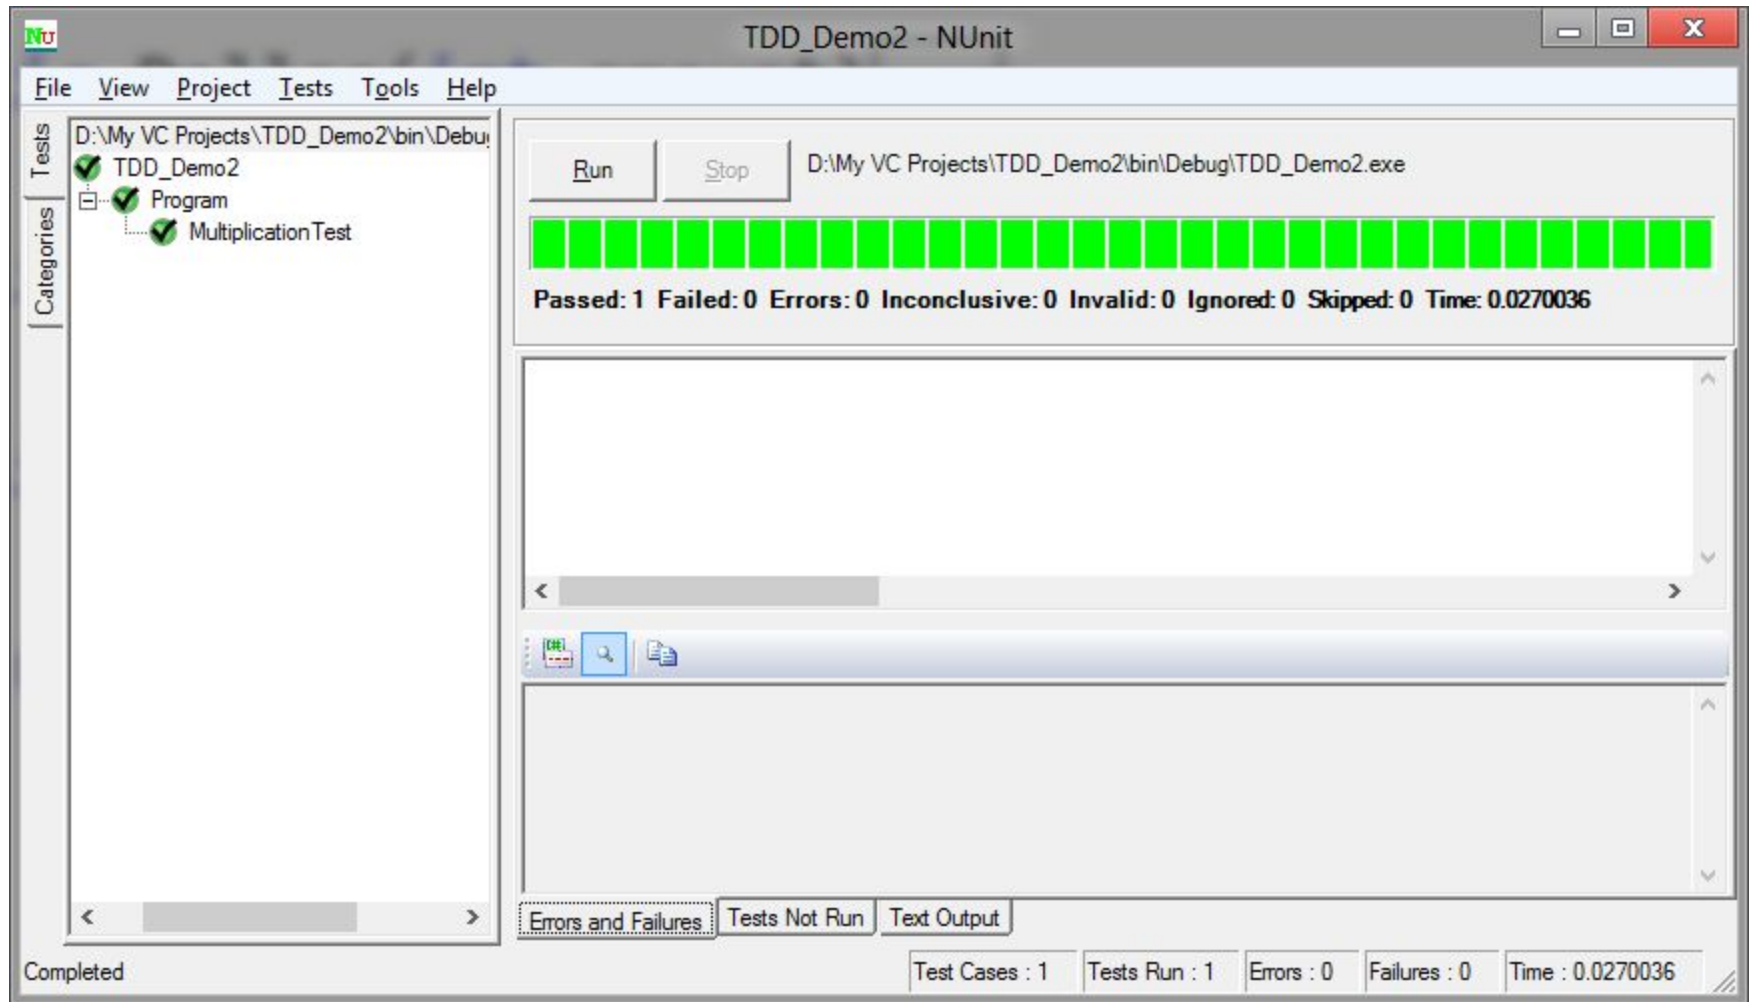 NU
TDD_Demo2 - NUnit
File View Project Tests Tools Help
Tests
Categories
D:\My VC Projects\TDD_Demo2\bin\Debug
TDD_Demo2
Program
MultiplicationTest
Run
Stop
D:\My VC Projects\TDD_Demo2\bin\Debug\TDD_Demo2.exe
Passed: 1 Failed: 0 Errors: 0 Inconclusive: 0 Invalid: 0 Ignored: 0 Skipped: 0 Time: 0.0270036
Errors and Failures
Tests Not Run
Text Output
Completed
Test Cases : 1
Tests Run : 1
Errors : 0
Failures : 0
Time : 0.0270036